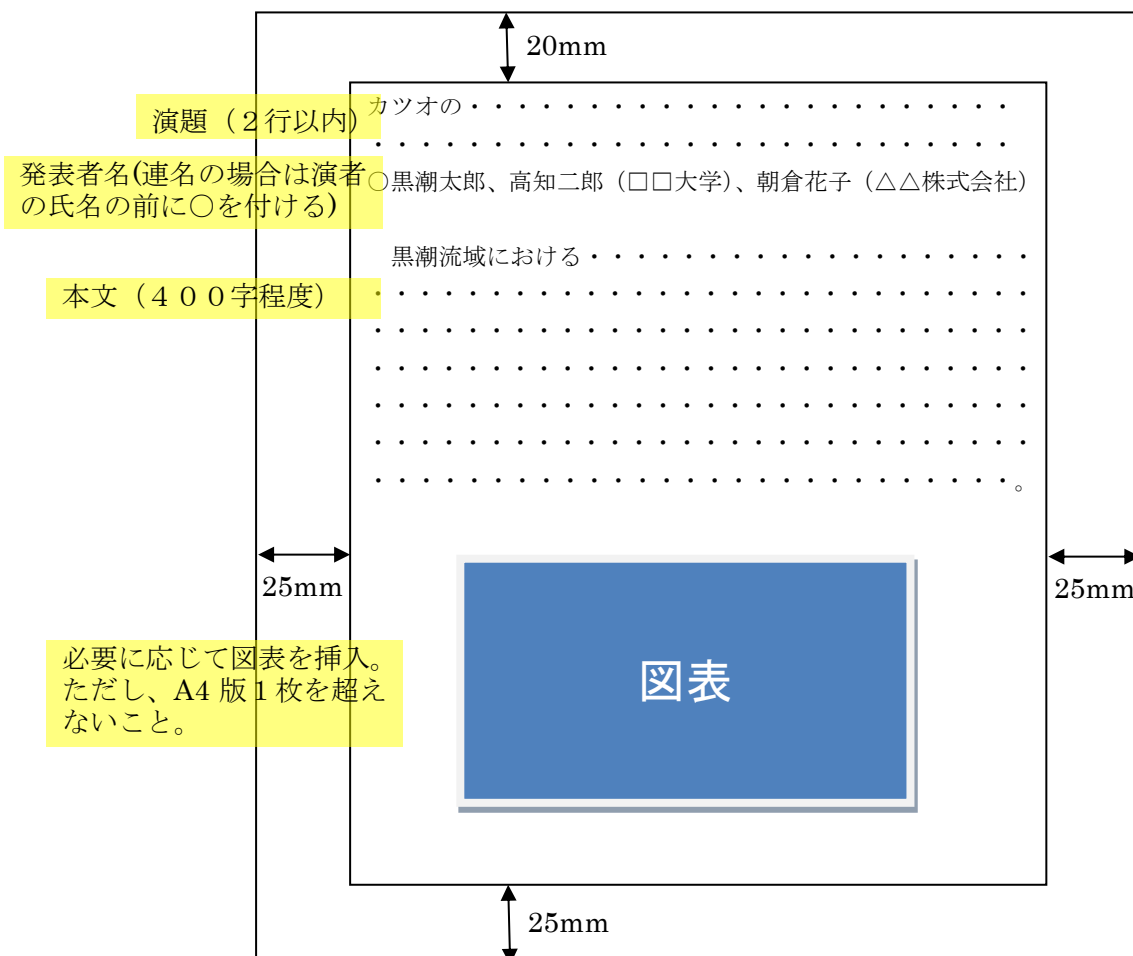 20mm
演題（２行以内）
カツオの・・・・・・・・・・・・・・・・・・・・・・・
・・・・・・・・・・・・・・・・・・・・・・・・・・・
発表者名(連名の場合は演者
の氏名の前に○を付ける)
○黒潮太郎、高知二郎（□□大学）、朝倉花子（△△株式会社）
黒潮流域における・・・・・・・・・・・・・・・・・・・
本文（４００字程度）
・・・・・・・・・・・・・・・・・・・・・・・・・・・・
・・・・・・・・・・・・・・・・・・・・・・・・・・・・
・・・・・・・・・・・・・・・・・・・・・・・・・・・・
・・・・・・・・・・・・・・・・・・・・・・・・・・・・
・・・・・・・・・・・・・・・・・・・・・・・・・・・・
・・・・・・・・・・・・・・・・・・・・・・・・・・・。
25mm
25mm
必要に応じて図表を挿入。
ただし、A4 版１枚を超え
ないこと。
図表
25mm